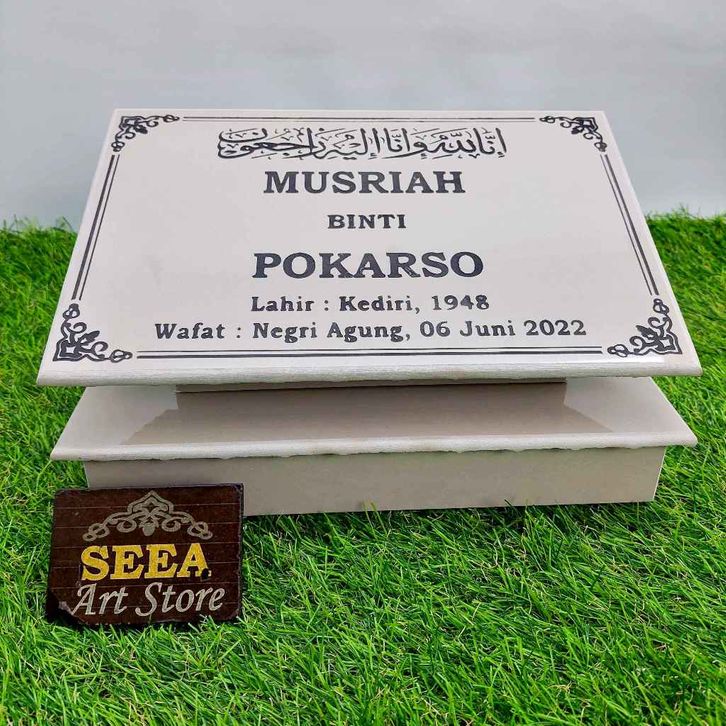 إنا لله وإنا إليه راجعون
MUSRIAH
BINTI
POKARSO
Lahir : Kediri, 1948
Wafat : Negri Agung, 06 Juni 2022
SEEA
Art Store